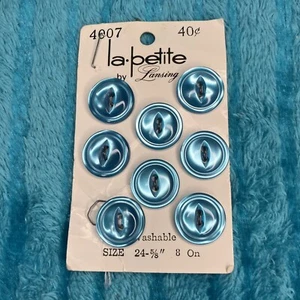 4007 40¢
la·petite
by Lansing
Washable
SIZE 24-⅝" 8 On